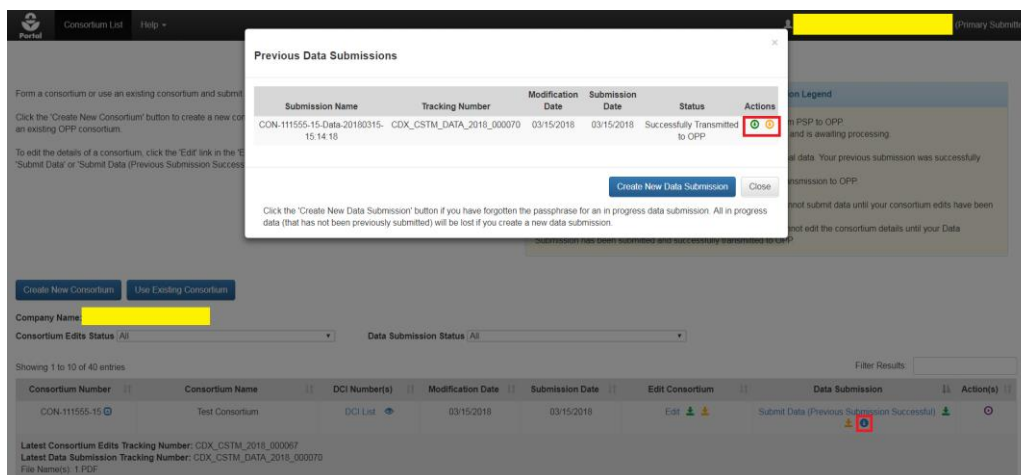 Portal Consortium List Help (Primary Submitte
Previous Data Submissions ×
Submission Name Tracking Number Modification Date Submission Date Status Actions
CON-111555-15-Data-20180315-15:14:18 CDX_CSTM_DATA_2018_000070 03/15/2018 03/15/2018 Successfully Transmitted to OPP
Create New Data Submission Close
Click the 'Create New Data Submission' button if you have forgotten the passphrase for an in progress data submission. All in progress
data (that has not been previously submitted) will be lost if you create a new data submission.
Form a consortium or use an existing consortium and submit
Click the 'Create New Consortium' button to create a new con
an existing OPP consortium.
To edit the details of a consortium, click the 'Edit' link in the 'E
'Submit Data' or 'Submit Data (Previous Submission Success
on Legend
m PSP to OPP.
and is awaiting processing.
al data. Your previous submission was successfully
ansmission to OPP.
nnot submit data until your consortium edits have been
nnot edit the consortium details until your Data
Submission has been submitted and successfully transmitted to OPP
Create New Consortium Use Existing Consortium
Company Name:
Consortium Edits Status All Data Submission Status All
Showing 1 to 10 of 40 entries Filter Results:
Consortium Number Consortium Name DCI Number(s) Modification Date Submission Date Edit Consortium Data Submission Action(s)
CON-111555-15 Test Consortium DCI List 03/15/2018 03/15/2018 Edit Submit Data (Previous Submission Successful)
Latest Consortium Edits Tracking Number: CDX_CSTM_2018_000067
Latest Data Submission Tracking Number: CDX_CSTM_DATA_2018_000070
File Name(s): 1.PDF